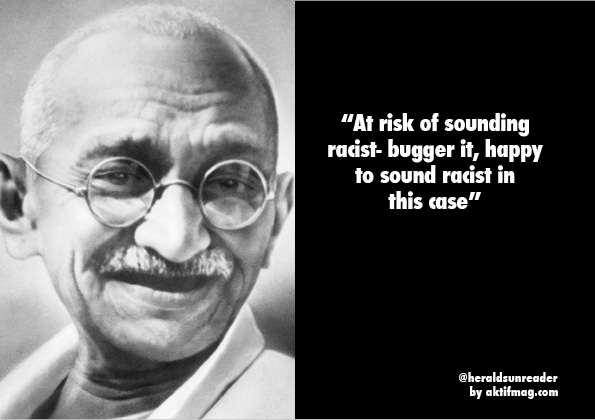 “At risk of sounding
racist- bugger it, happy
to sound racist in
this case”
@heraldsunreader
by aktifmag.com